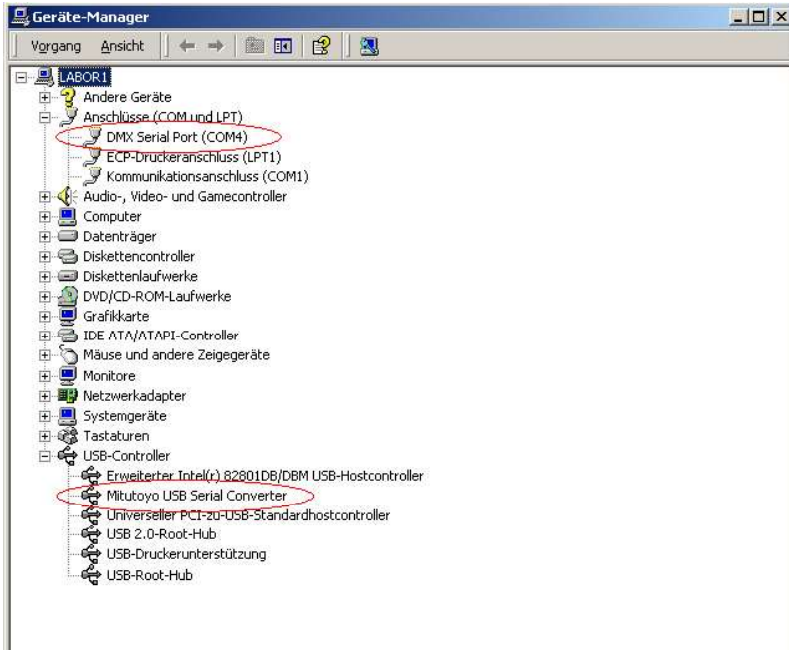 Geräte-Manager
Vorgang Ansicht
LABOR1
Andere Geräte
Anschlüsse (COM und LPT)
DMX Serial Port (COM4)
ECP-Druckeranschluss (LPT1)
Kommunikationsanschluss (COM1)
Audio-, Video- und Gamecontroller
Computer
Datenträger
Diskettencontroller
Diskettenlaufwerke
DVD/CD-ROM-Laufwerke
Grafikkarte
IDE ATA/ATAPI-Controller
Mäuse und andere Zeigegeräte
Monitore
Netzwerkadapter
Systemgeräte
Tastaturen
USB-Controller
Erweiterter Intel(r) 82801DB/DBM USB-Hostcontroller
Mitutoyo USB Serial Converter
Universeller PCI-zu-USB-Standardhostcontroller
USB 2.0-Root-Hub
USB-Druckerunterstützung
USB-Root-Hub